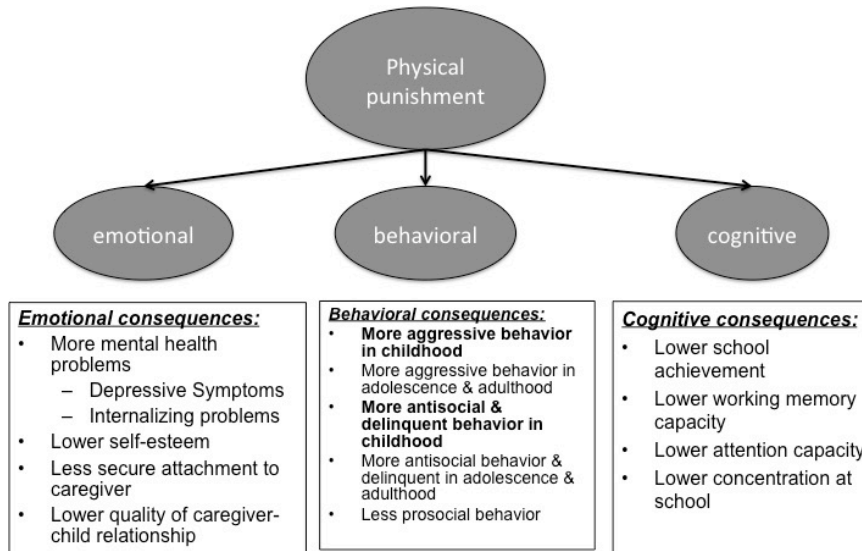 Physical
punishment
emotional
behavioral
cognitive
Emotional consequences:
• More mental health
problems
– Depressive Symptoms
– Internalizing problems
• Lower self-esteem
• Less secure attachment to
caregiver
• Lower quality of caregiver-
child relationship
Behavioral consequences:
• More aggressive behavior
in childhood
• More aggressive behavior in
adolescence & adulthood
• More antisocial &
delinquent behavior in
childhood
• More antisocial behavior &
delinquent in adolescence &
adulthood
• Less prosocial behavior
Cognitive consequences:
• Lower school
achievement
• Lower working memory
capacity
• Lower attention capacity
• Lower concentration at
school